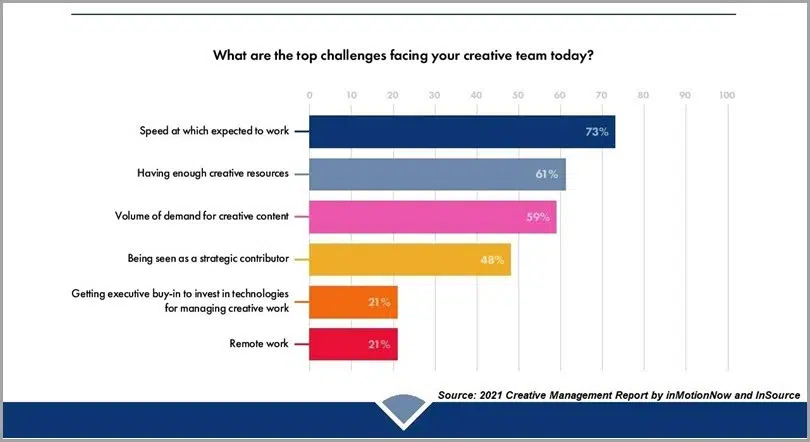 What are the top challenges facing your creative team today?
0 10 20 30 40 50 60 70 80 90 100
Speed at which expected to work 73%
Having enough creative resources 61%
Volume of demand for creative content 59%
Being seen as a strategic contributor 48%
Getting executive buy-in to invest in technologies
for managing creative work 21%
Remote work 21%
Source: 2021 Creative Management Report by inMotionNow and InSource